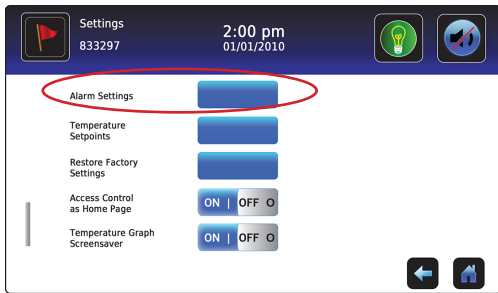 Settings
833297
2:00 pm
01/01/2010
Alarm Settings
Temperature
Setpoints
Restore Factory
Settings
Access Control
as Home Page
ON | OFF O
Temperature Graph
Screensaver
ON | OFF O